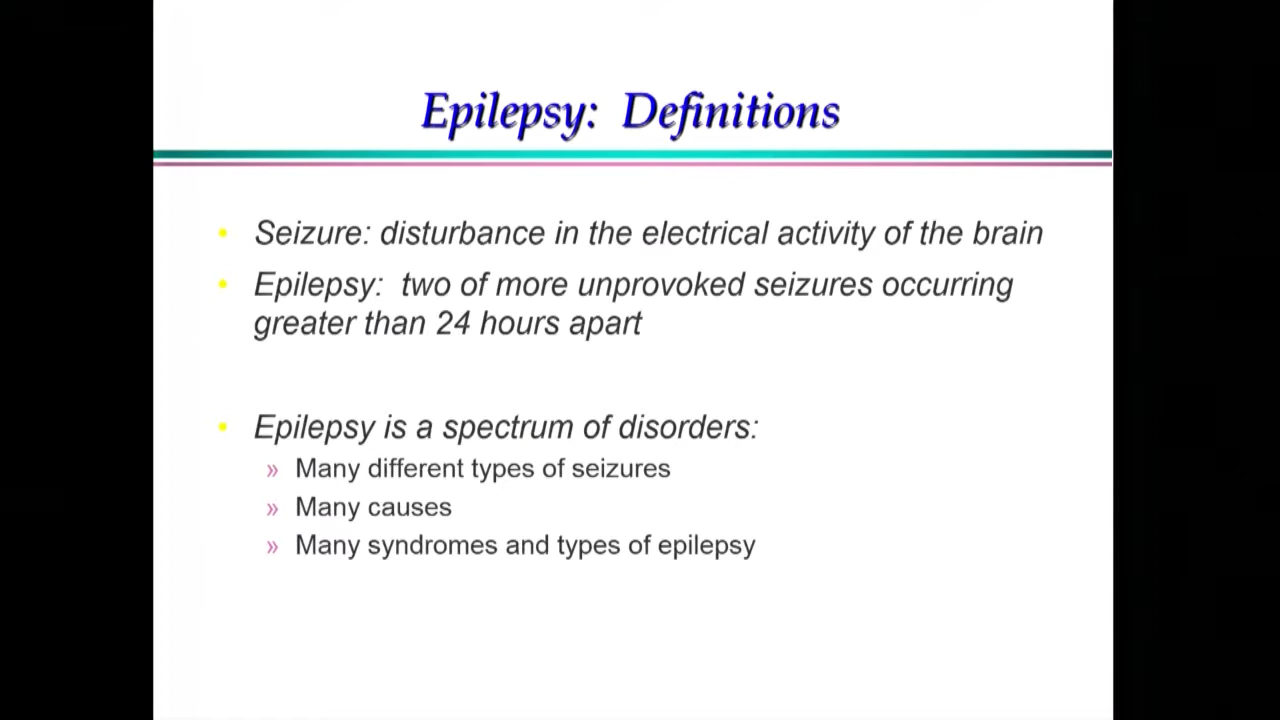 Epilepsy: Definitions
• Seizure: disturbance in the electrical activity of the brain
• Epilepsy: two of more unprovoked seizures occurring
greater than 24 hours apart
• Epilepsy is a spectrum of disorders:
» Many different types of seizures
» Many causes
» Many syndromes and types of epilepsy